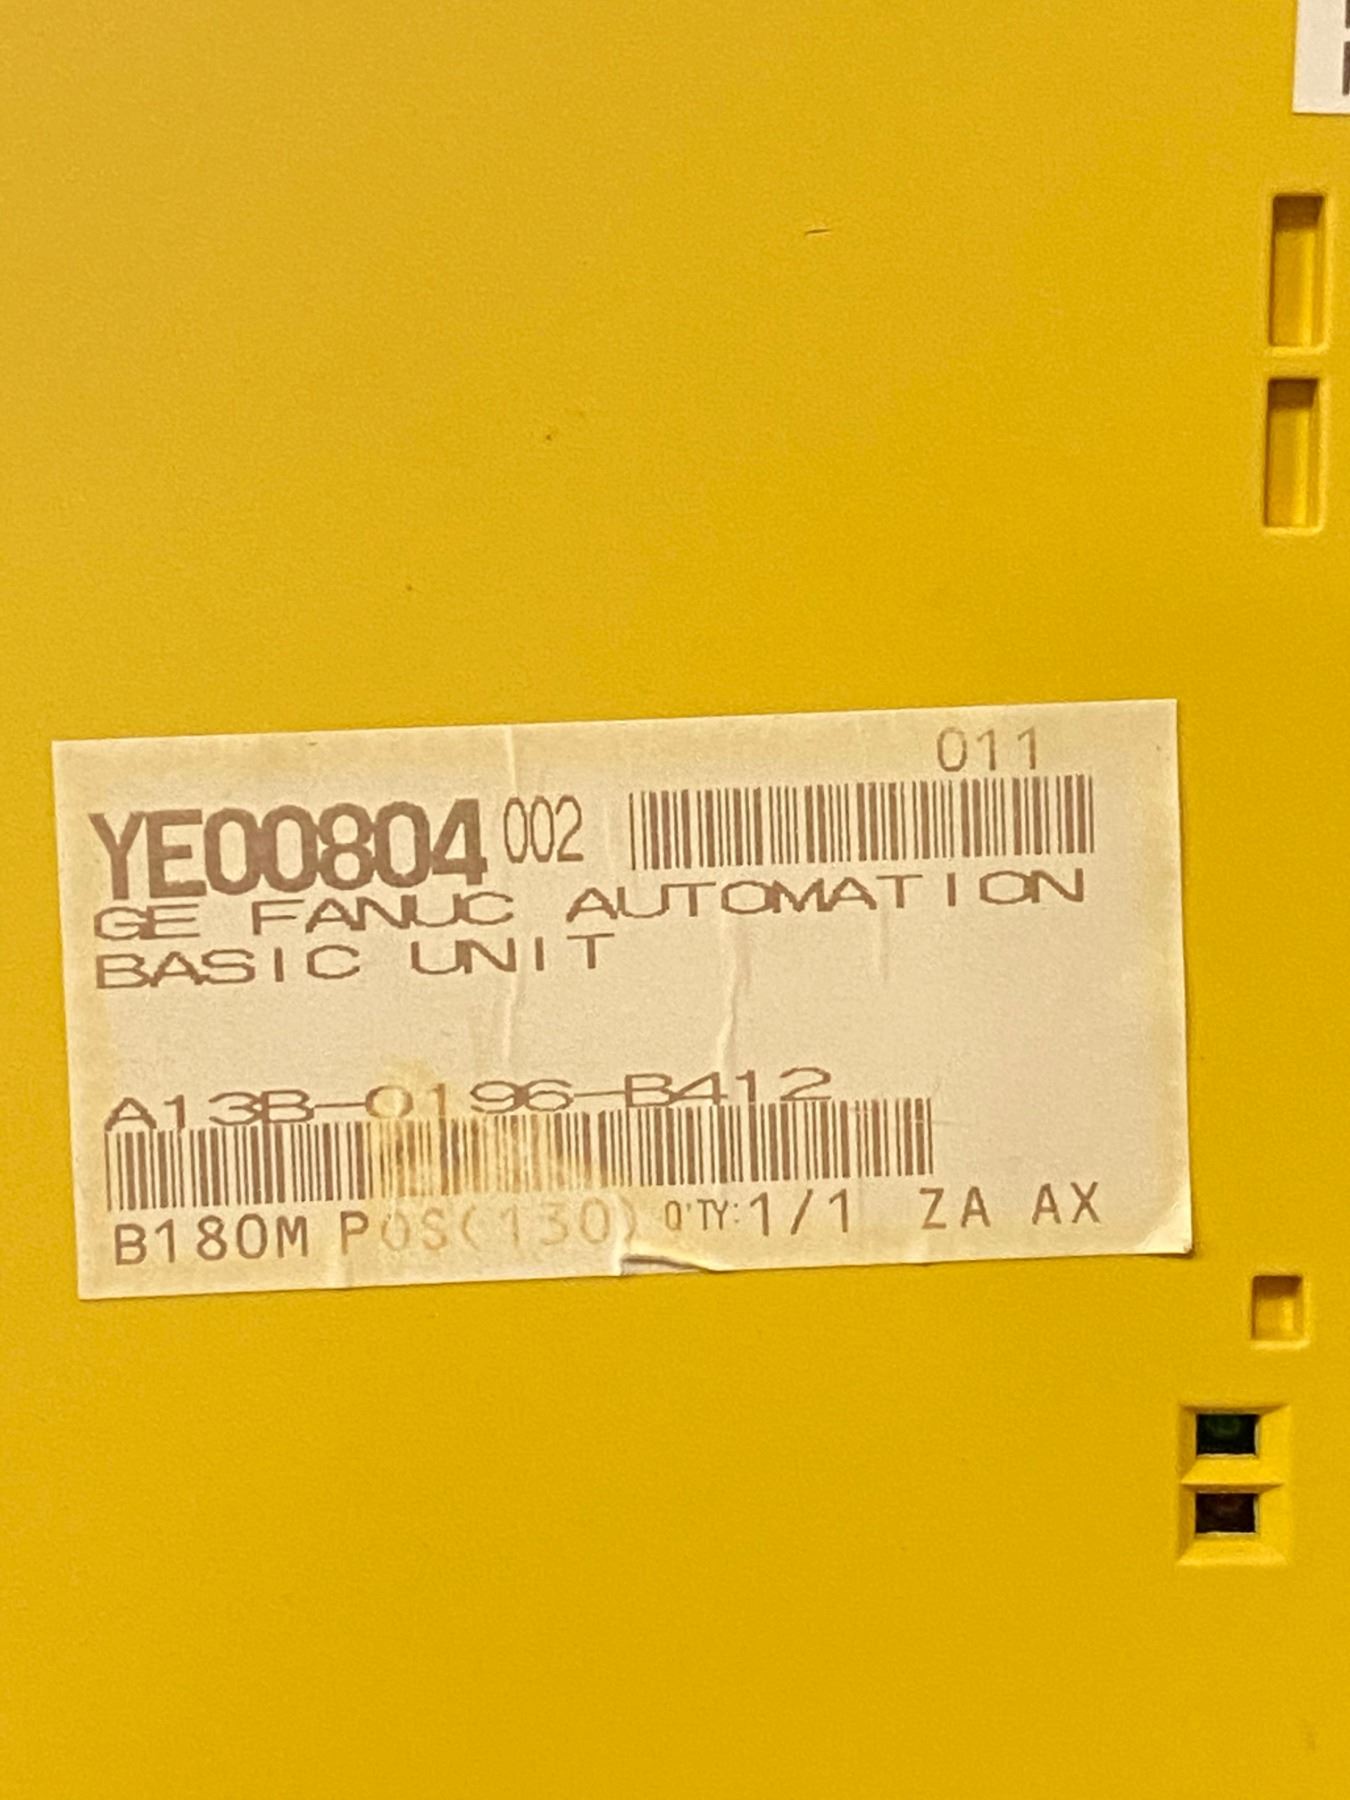 011
YE00804 002
GE FANUC AUTOMATION
BASIC UNIT
A13B-0196-B412
B180M POS(130) Q'TY:1/1 ZA AX